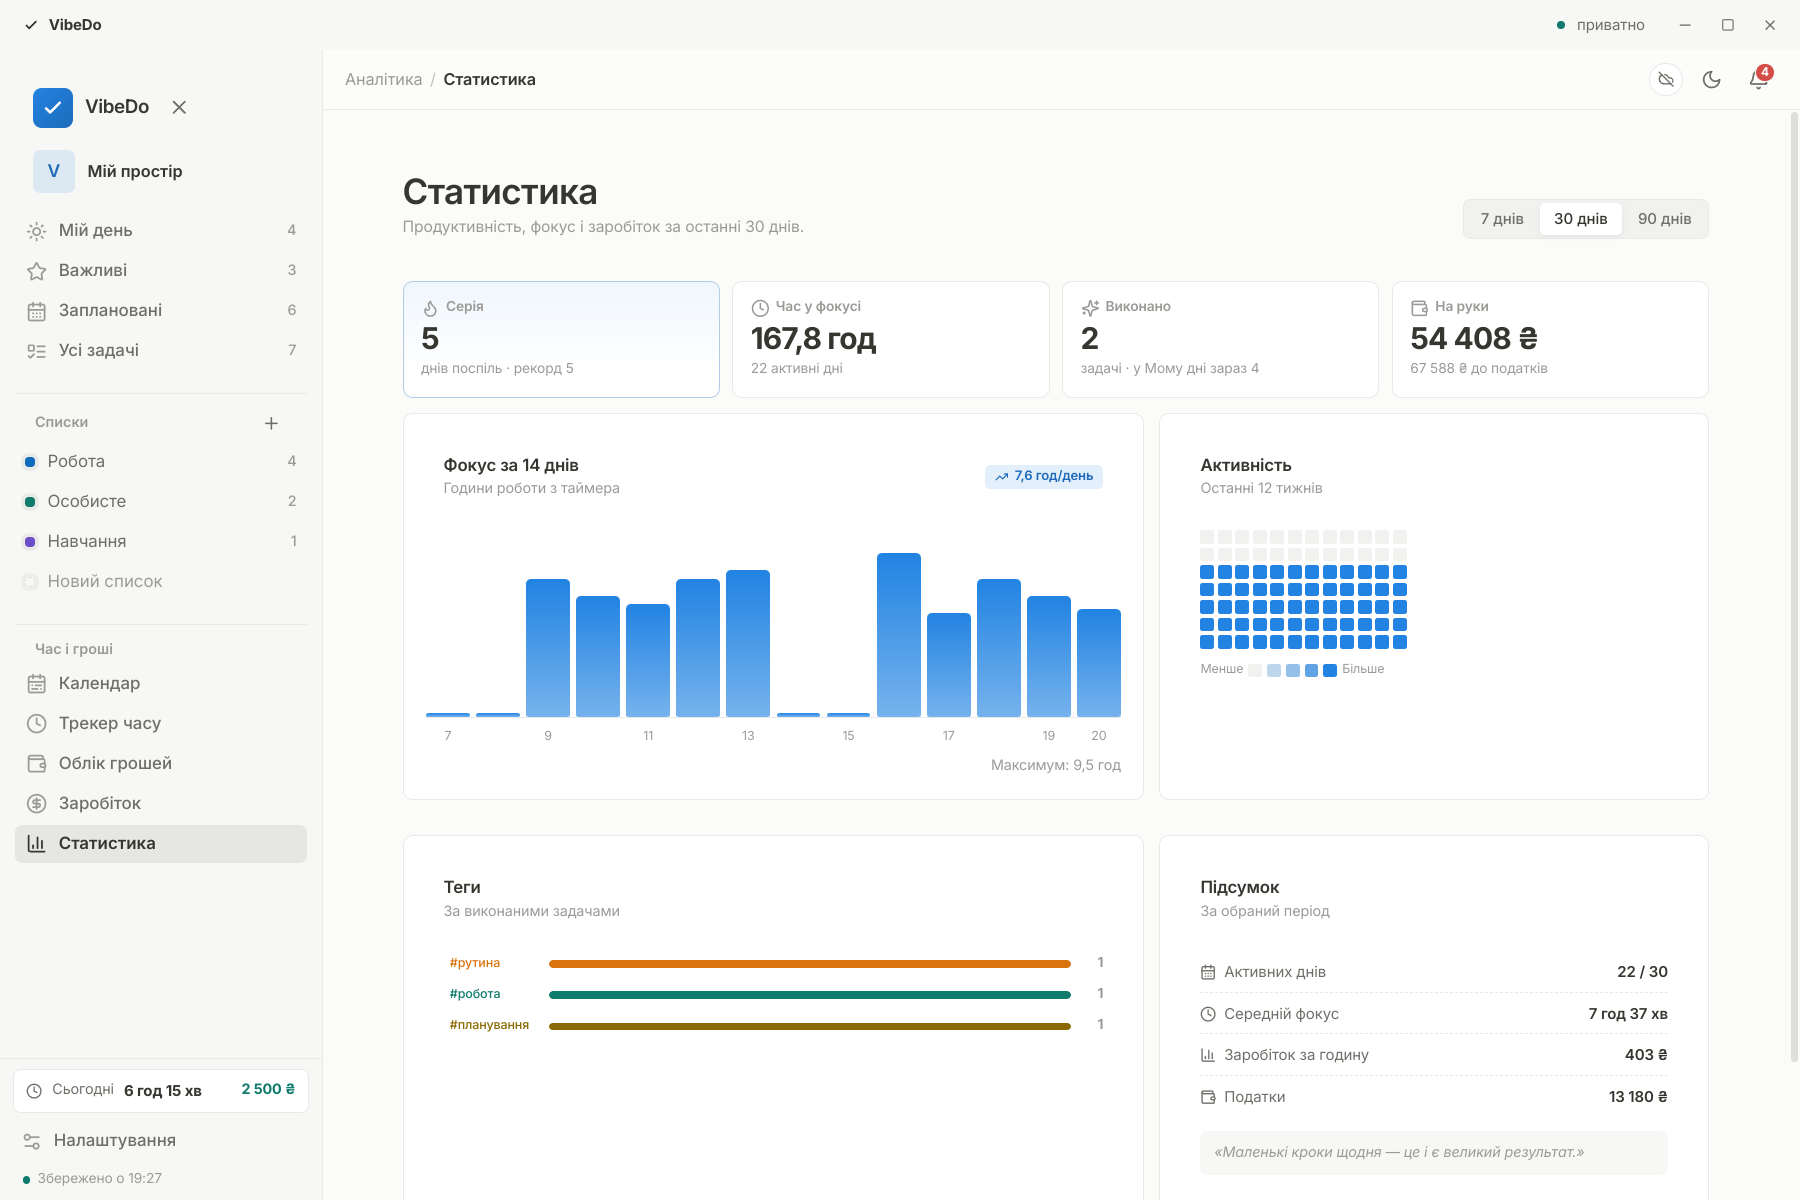 VibeDo
приватно
VibeDo
Мій простір
V
Мій день 4
Важливі 3
Заплановані 6
Усі задачі 7
Списки
Робота 4
Особисте 2
Навчання 1
Новий список
Час і гроші
Календар
Трекер часу
Облік грошей
Заробіток
Статистика
Сьогодні 6 год 15 хв 2 500 ₴
Налаштування
Збережено о 19:27
Аналітика / Статистика
4
Статистика
Продуктивність, фокус і заробіток за останні 30 днів.
7 днів 30 днів 90 днів
Серія
5
днів поспіль · рекорд 5
Час у фокусі
167,8 год
22 активні дні
Виконано
2
задачі · у Мому дні зараз 4
На руки
54 408 ₴
67 588 ₴ до податків
Фокус за 14 днів
Години роботи з таймера
7,6 год/день
7 9 11 13 15 17 19 20
Максимум: 9,5 год
Активність
Останні 12 тижнів
Менше Більше
Теги
За виконаними задачами
#рутина 1
#робота 1
#планування 1
Підсумок
За обраний період
Активних днів 22 / 30
Середній фокус 7 год 37 хв
Заробіток за годину 403 ₴
Податки 13 180 ₴
«Маленькі кроки щодня — це і є великий результат.»